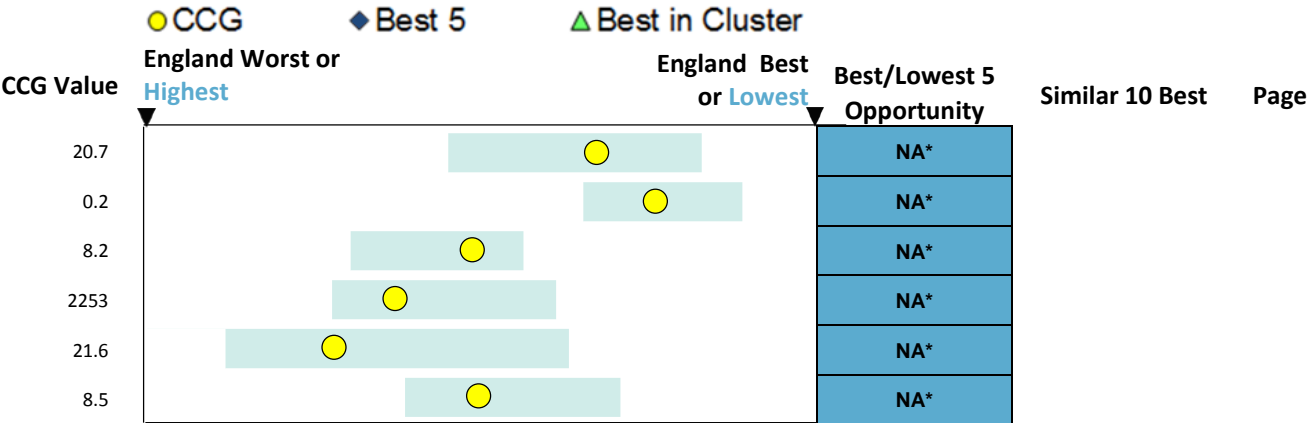 CCG Best 5 Best in Cluster
CCG Value England Worst or Highest England Best or Lowest Best/Lowest 5 Opportunity Similar 10 Best Page
20.7 NA*
0.2 NA*
8.2 NA*
2253 NA*
21.6 NA*
8.5 NA*